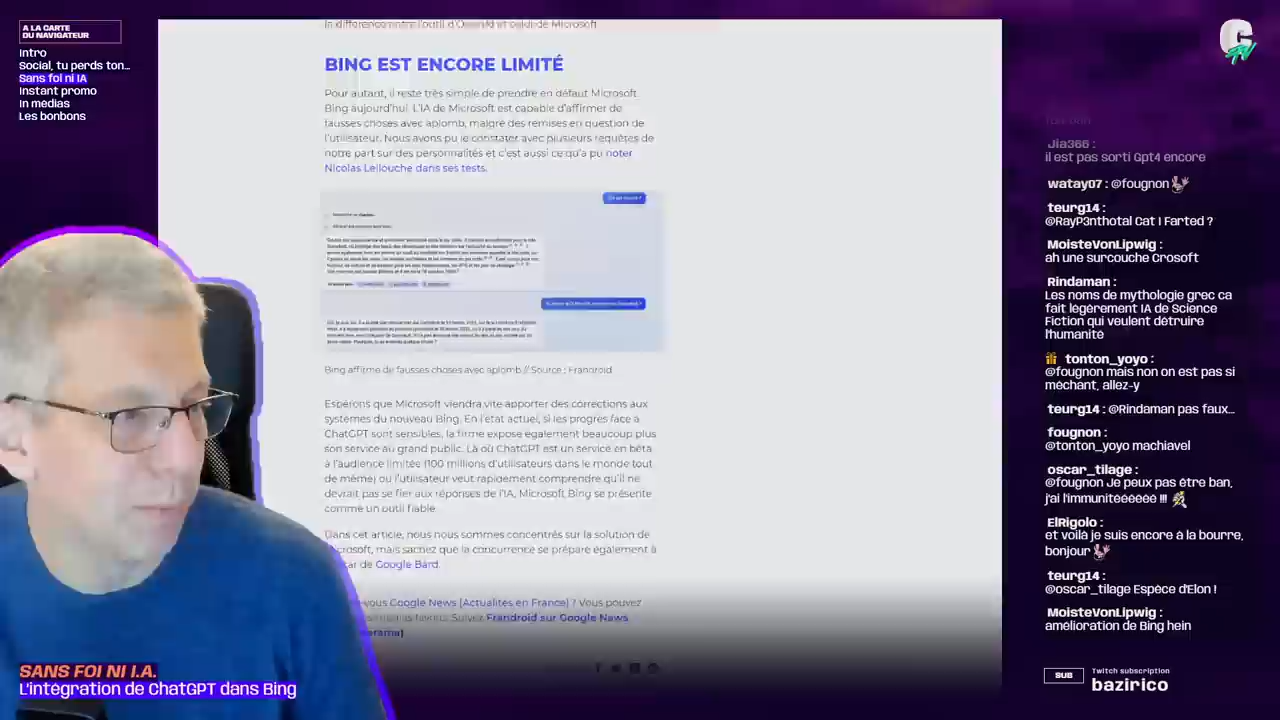 A LA CARTE
DU NAVIGATEUR
Intro
Social, tu perds ton...
Sans foi ni IA
Instant promo
In medias
Les bonbons
la différence entre l'outil d'OpenAI et celui de Microsoft
BING EST ENCORE LIMITÉ
Pour autant, il reste très simple de prendre en défaut Microsoft
Bing aujourd'hui. L'IA de Microsoft est capable d'affirmer de
fausses choses avec aplomb, malgré des remises en question de
l'utilisateur. Nous avons pu le constater avec plusieurs requêtes de
notre part sur des personnalités et c'est aussi ce qu'a pu noter
Nicolas Lellouche dans ses tests.
Bing affirme de fausses choses avec aplomb // Source : Frandroid
Espérons que Microsoft viendra vite apporter des corrections aux
systèmes du nouveau Bing. En l'état actuel, si les progrès face à
ChatGPT sont sensibles, la firme expose également beaucoup plus
son service au grand public. Là où ChatGPT est un service en bêta
à l'audience limitée (100 millions d'utilisateurs dans le monde tout
de même) où l'utilisateur veut rapidement comprendre qu'il ne
devrait pas se fier aux réponses de l'IA, Microsoft Bing se présente
comme un outil fiable.
Dans cet article, nous nous sommes concentrés sur la solution de
Microsoft, mais sachez que la concurrence se prépare également à
de Google Bard.
vous Google News (Actualités en France) ? Vous pouvez
favoris. Suivez Frandroid sur Google News
SANS FOI NI I.A.
L'intégration de ChatGPT dans Bing
C TV
Jia366 :
il est pas sorti Gpt4 encore
watay07 : @fougnon
teurg14 :
@RayP3nthotal Cat ! Farted ?
MoisteVonLipwig :
ah une surcouche Crosoft
Rindaman :
Les noms de mythologie grec ca
fait légèrement IA de Science
Fiction qui veulent détruire
l'humanité
tonton_yoyo :
@fougnon mais non on est pas si
méchant, allez-y
teurg14 : @Rindaman pas faux...
fougnon :
@tonton_yoyo machiavel
oscar_tilage :
@fougnon Je peux pas être ban,
j'ai l'immunitééééééé !!!
ElRigolo :
et voilà je suis encore à la bourre,
bonjour
teurg14 :
@oscar_tilage Espèce d'Elon !
MoisteVonLipwig :
amélioration de Bing hein
SUB
Twitch subscription
bazirico